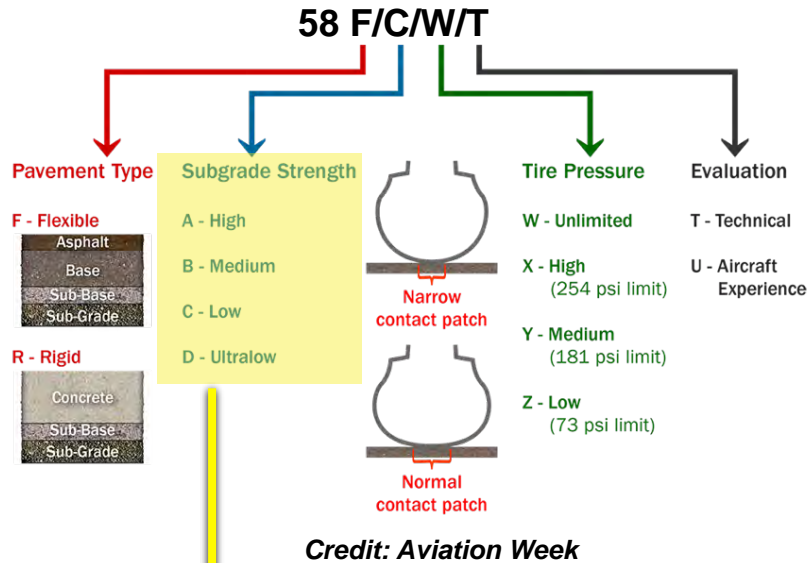 58 F/C/W/T
Pavement Type
F - Flexible
Asphalt
Base
Sub-Base
Sub-Grade
R - Rigid
Concrete
Sub-Base
Sub-Grade
Subgrade Strength
A - High
B - Medium
C - Low
D - Ultralow
Narrow
contact patch
Normal
contact patch
Tire Pressure
W - Unlimited
X - High
(254 psi limit)
Y - Medium
(181 psi limit)
Z - Low
(73 psi limit)
Evaluation
T - Technical
U - Aircraft
Experience
Credit: Aviation Week